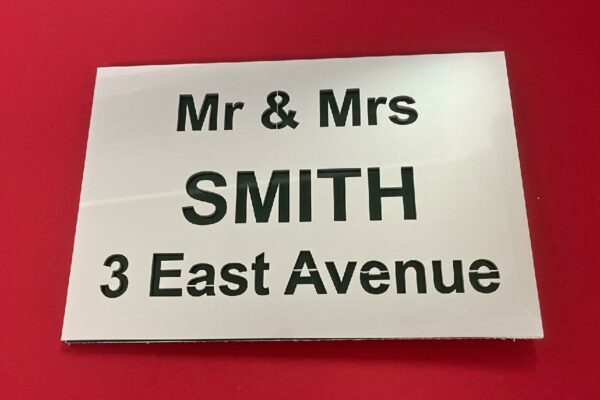 Mr & Mrs
SMITH
3 East Avenue